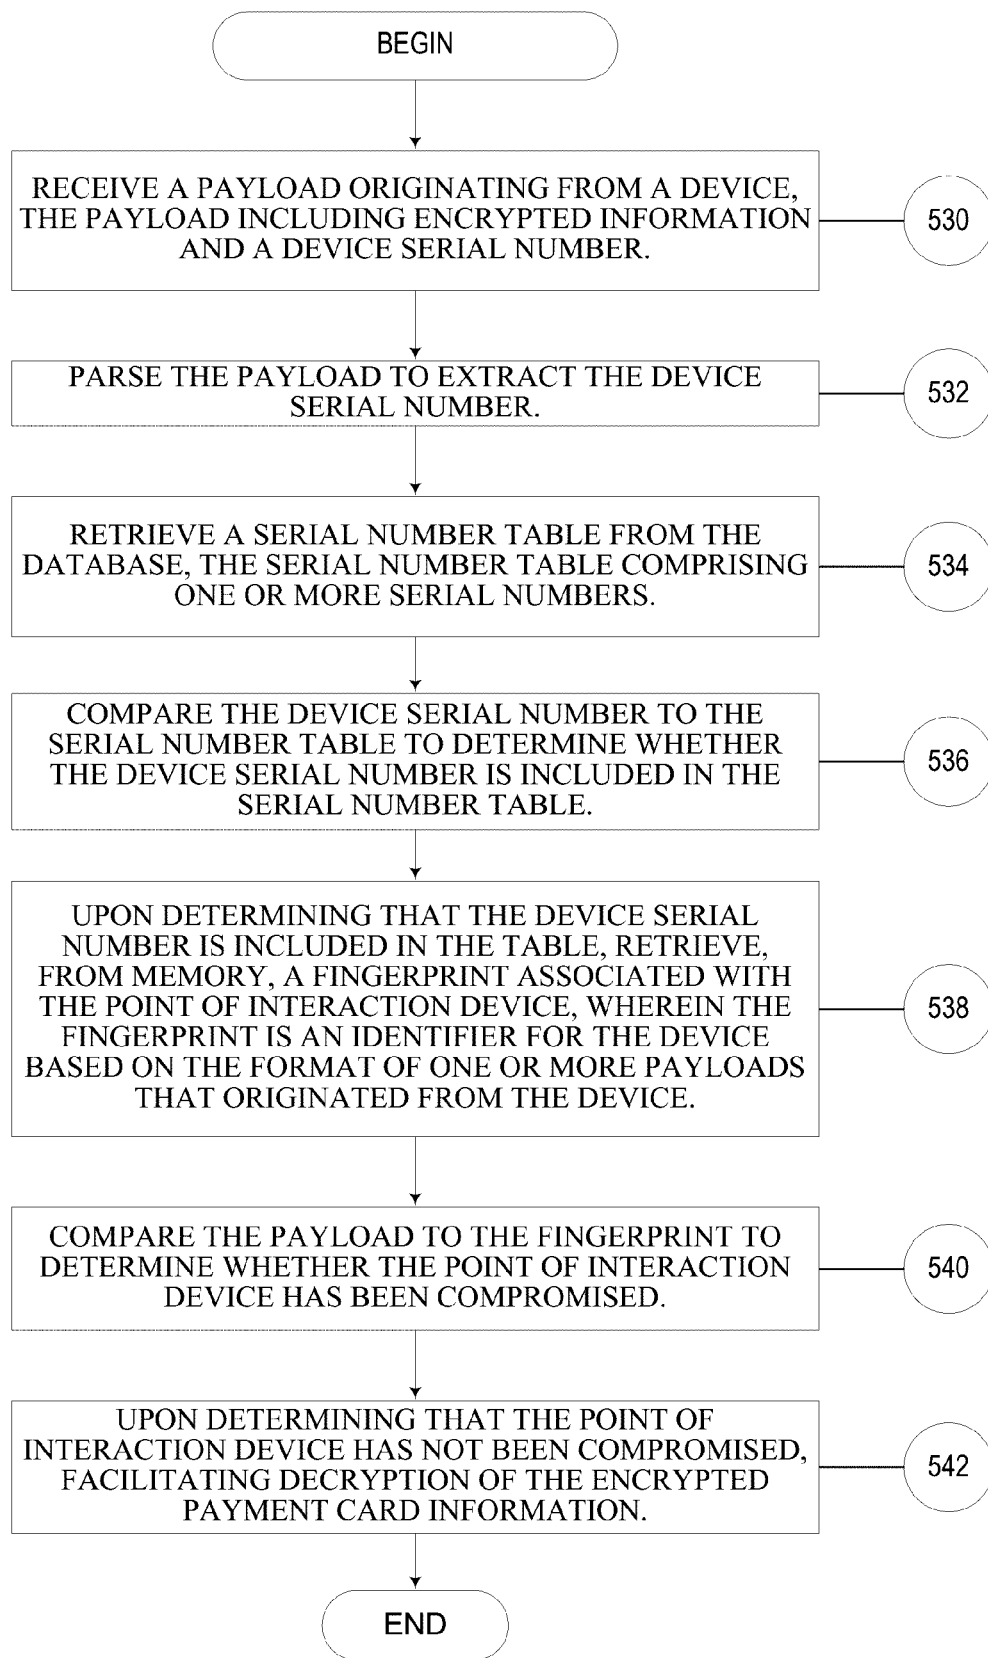 BEGIN
RECEIVE A PAYLOAD ORIGINATING FROM A DEVICE,
THE PAYLOAD INCLUDING ENCRYPTED INFORMATION
AND A DEVICE SERIAL NUMBER.
530
PARSE THE PAYLOAD TO EXTRACT THE DEVICE
SERIAL NUMBER.
532
RETRIEVE A SERIAL NUMBER TABLE FROM THE
DATABASE, THE SERIAL NUMBER TABLE COMPRISING
ONE OR MORE SERIAL NUMBERS.
534
COMPARE THE DEVICE SERIAL NUMBER TO THE
SERIAL NUMBER TABLE TO DETERMINE WHETHER
THE DEVICE SERIAL NUMBER IS INCLUDED IN THE
SERIAL NUMBER TABLE.
536
UPON DETERMINING THAT THE DEVICE SERIAL
NUMBER IS INCLUDED IN THE TABLE, RETRIEVE,
FROM MEMORY, A FINGERPRINT ASSOCIATED WITH
THE POINT OF INTERACTION DEVICE, WHEREIN THE
FINGERPRINT IS AN IDENTIFIER FOR THE DEVICE
BASED ON THE FORMAT OF ONE OR MORE PAYLOADS
THAT ORIGINATED FROM THE DEVICE.
538
COMPARE THE PAYLOAD TO THE FINGERPRINT TO
DETERMINE WHETHER THE POINT OF INTERACTION
DEVICE HAS BEEN COMPROMISED.
540
UPON DETERMINING THAT THE POINT OF
INTERACTION DEVICE HAS NOT BEEN COMPROMISED,
FACILITATING DECRYPTION OF THE ENCRYPTED
PAYMENT CARD INFORMATION.
542
END